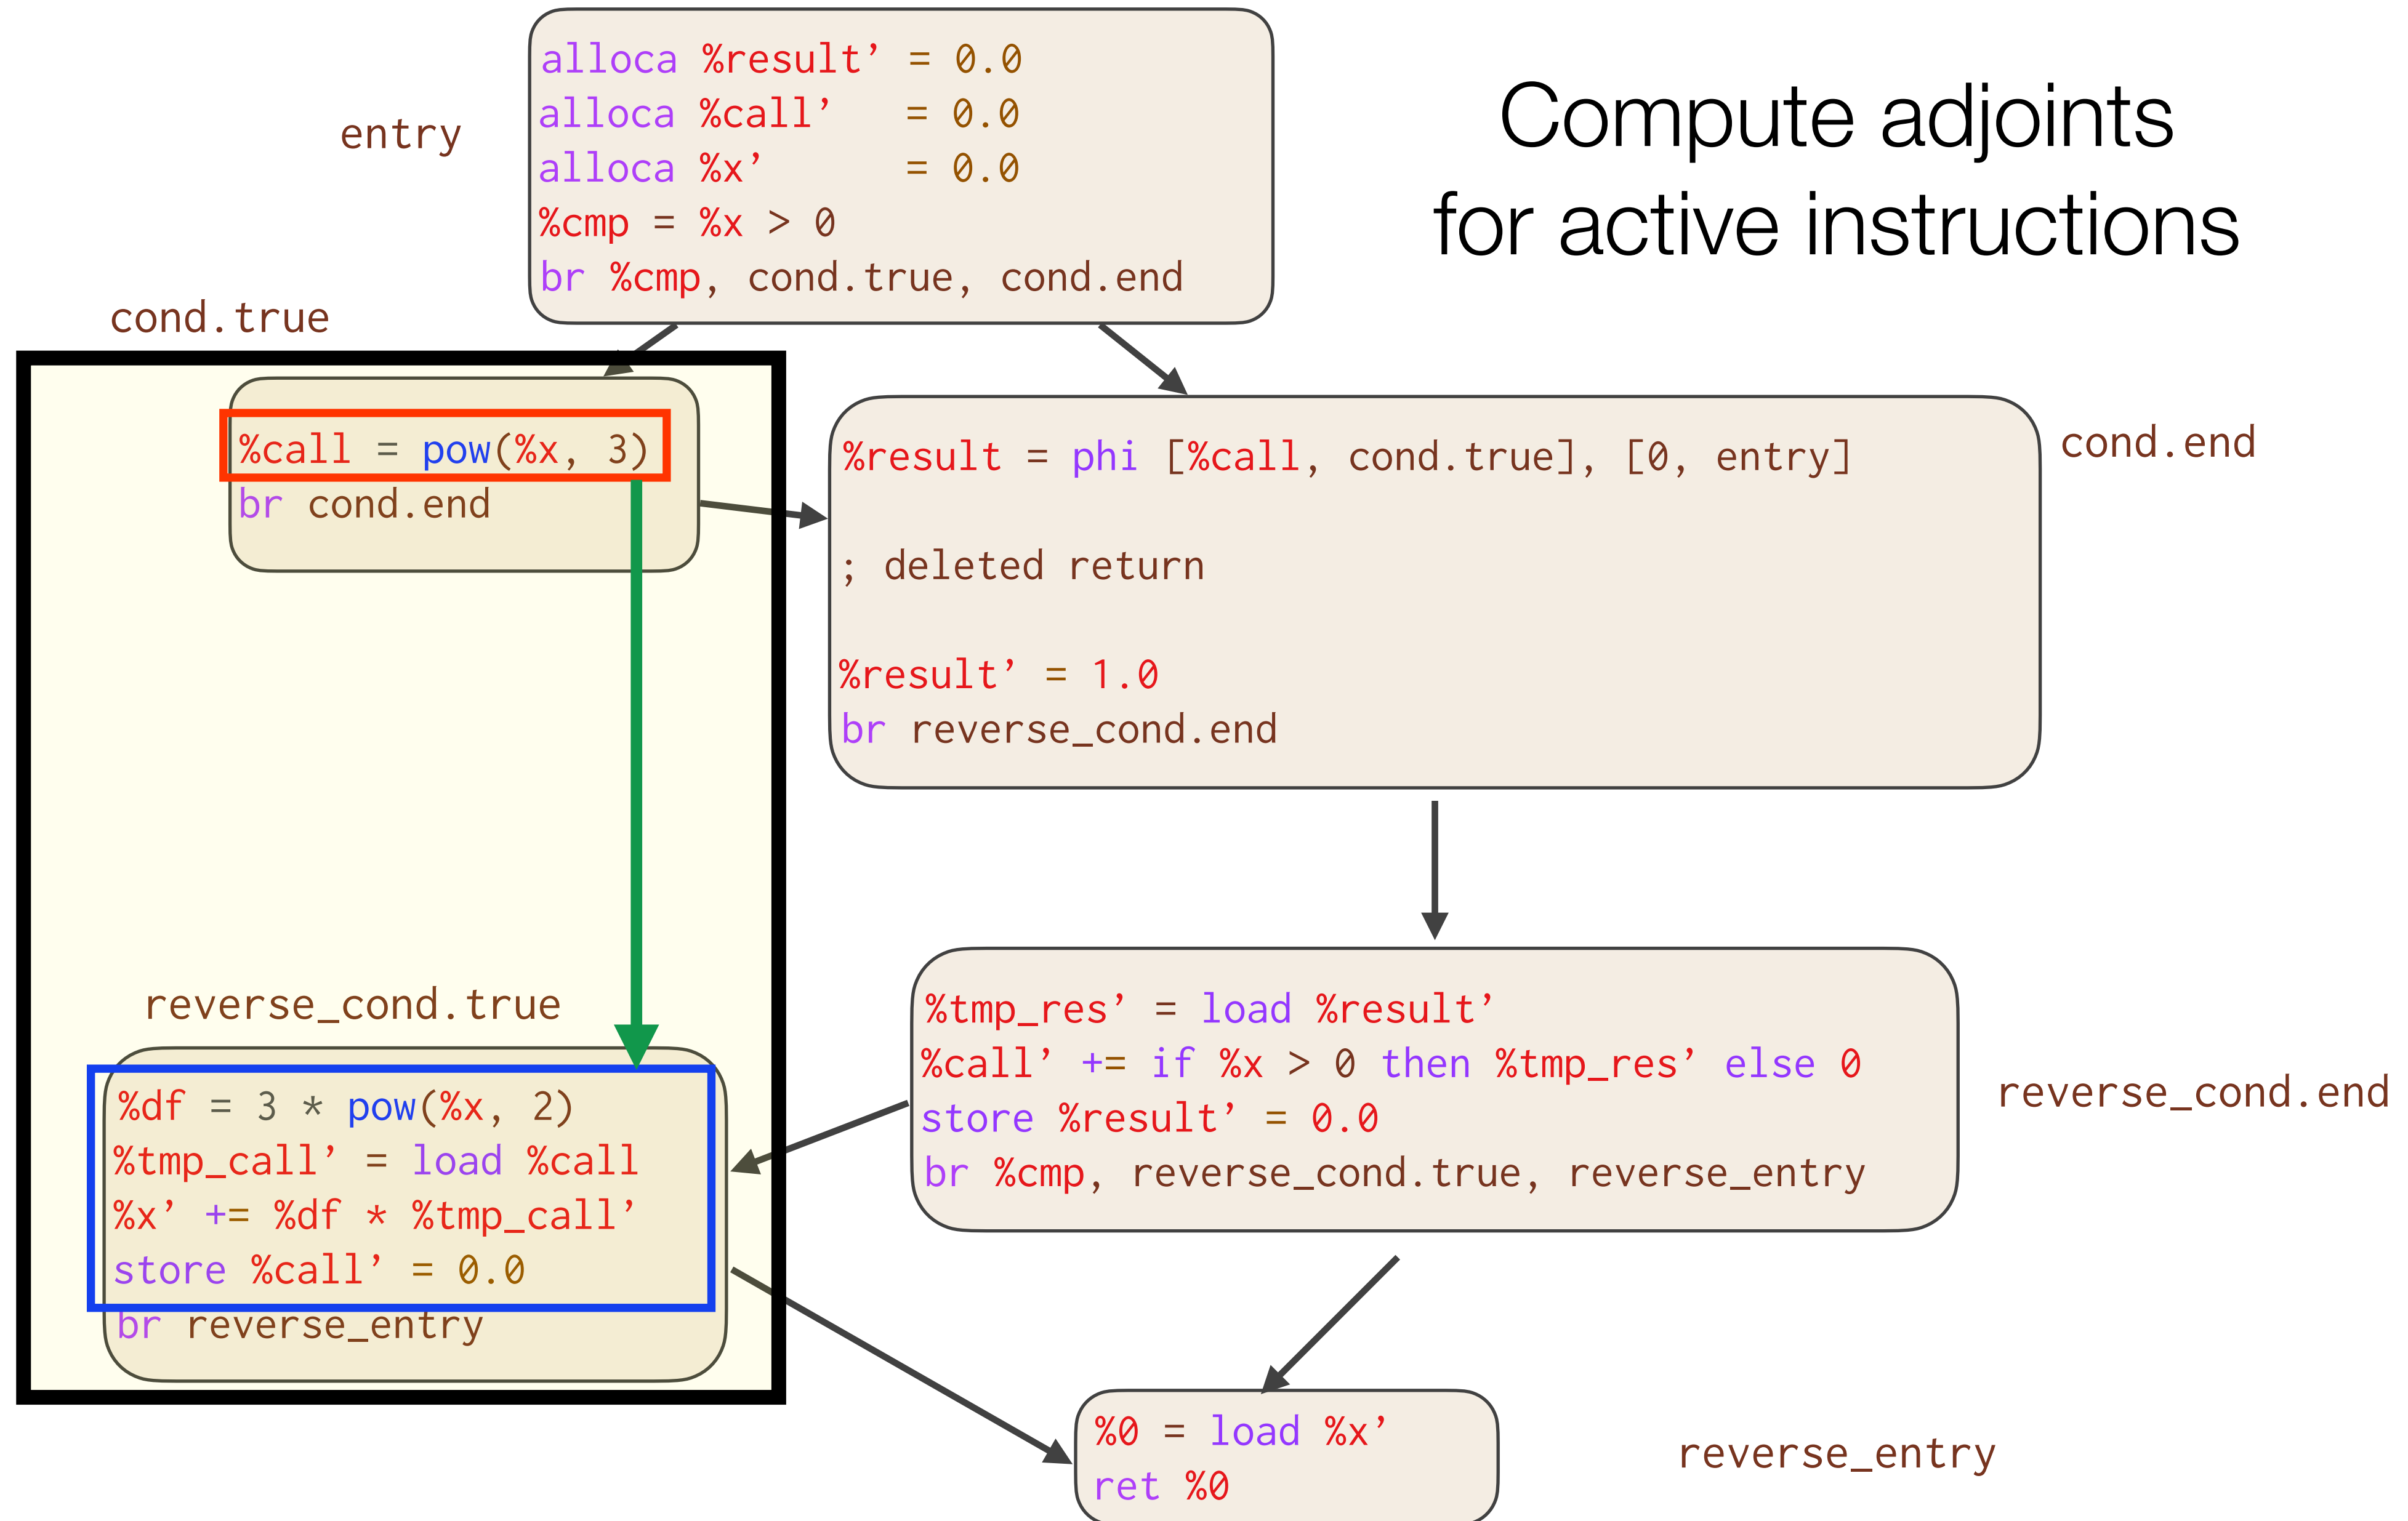 Compute adjoints
for active instructions
entry
alloca %result’ = 0.0
alloca %call’   = 0.0
alloca %x’      = 0.0
%cmp = %x > 0
br %cmp, cond.true, cond.end
cond.true
%call = pow(%x, 3)
br cond.end
cond.end
%result = phi [%call, cond.true], [0, entry]
; deleted return
%result’ = 1.0
br reverse_cond.end
reverse_cond.end
%tmp_res’ = load %result’
%call’ += if %x > 0 then %tmp_res’ else 0
store %result’ = 0.0
br %cmp, reverse_cond.true, reverse_entry
reverse_cond.true
%df = 3 * pow(%x, 2)
%tmp_call’ = load %call
%x’ += %df * %tmp_call’
store %call’ = 0.0
br reverse_entry
reverse_entry
%0 = load %x’
ret %0